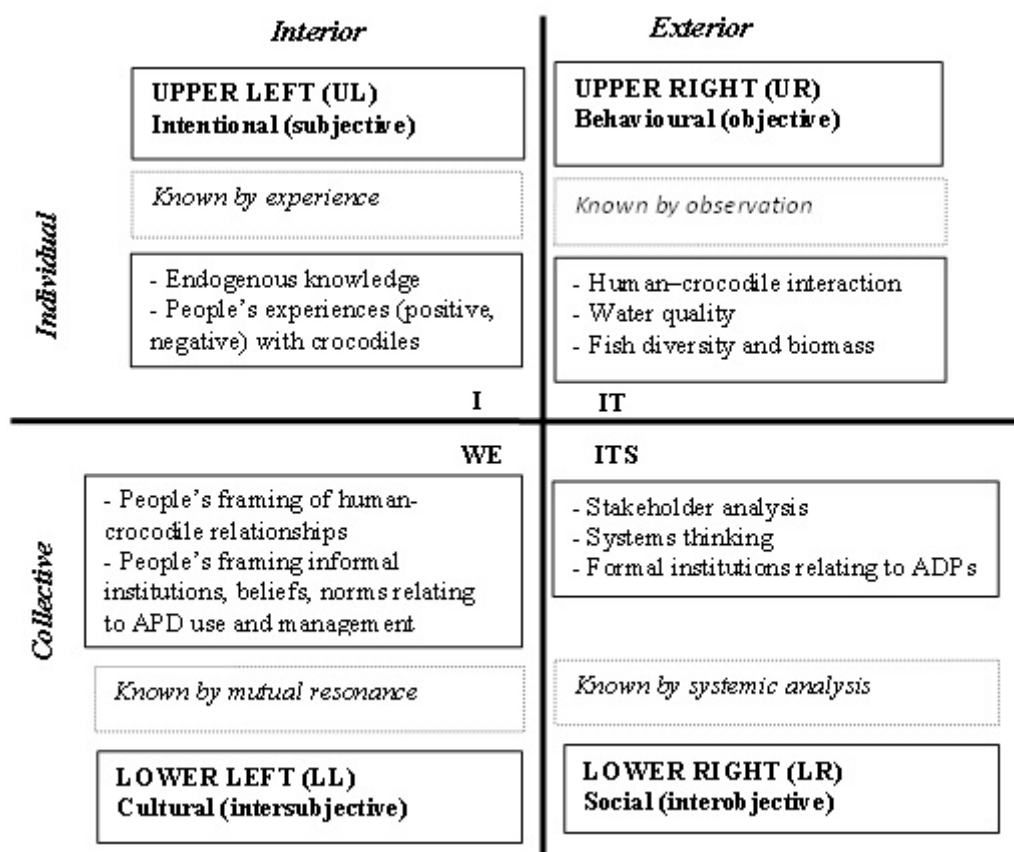 Interior
Exterior
UPPER LEFT (UL)
Intentional (subjective)
UPPER RIGHT (UR)
Behavioural (objective)
Known by experience
Known by observation
Individual
- Endogenous knowledge
- People's experiences (positive,
negative) with crocodiles
- Human–crocodile interaction
- Water quality
- Fish diversity and biomass
I
IT
WE
ITS
Collective
- People's framing of human-
crocodile relationships
- People's framing informal
institutions, beliefs, norms relating
to APD use and management
- Stakeholder analysis
- Systems thinking
- Formal institutions relating to ADPs
Known by mutual resonance
Known by systemic analysis
LOWER LEFT (LL)
Cultural (intersubjective)
LOWER RIGHT (LR)
Social (interobjective)